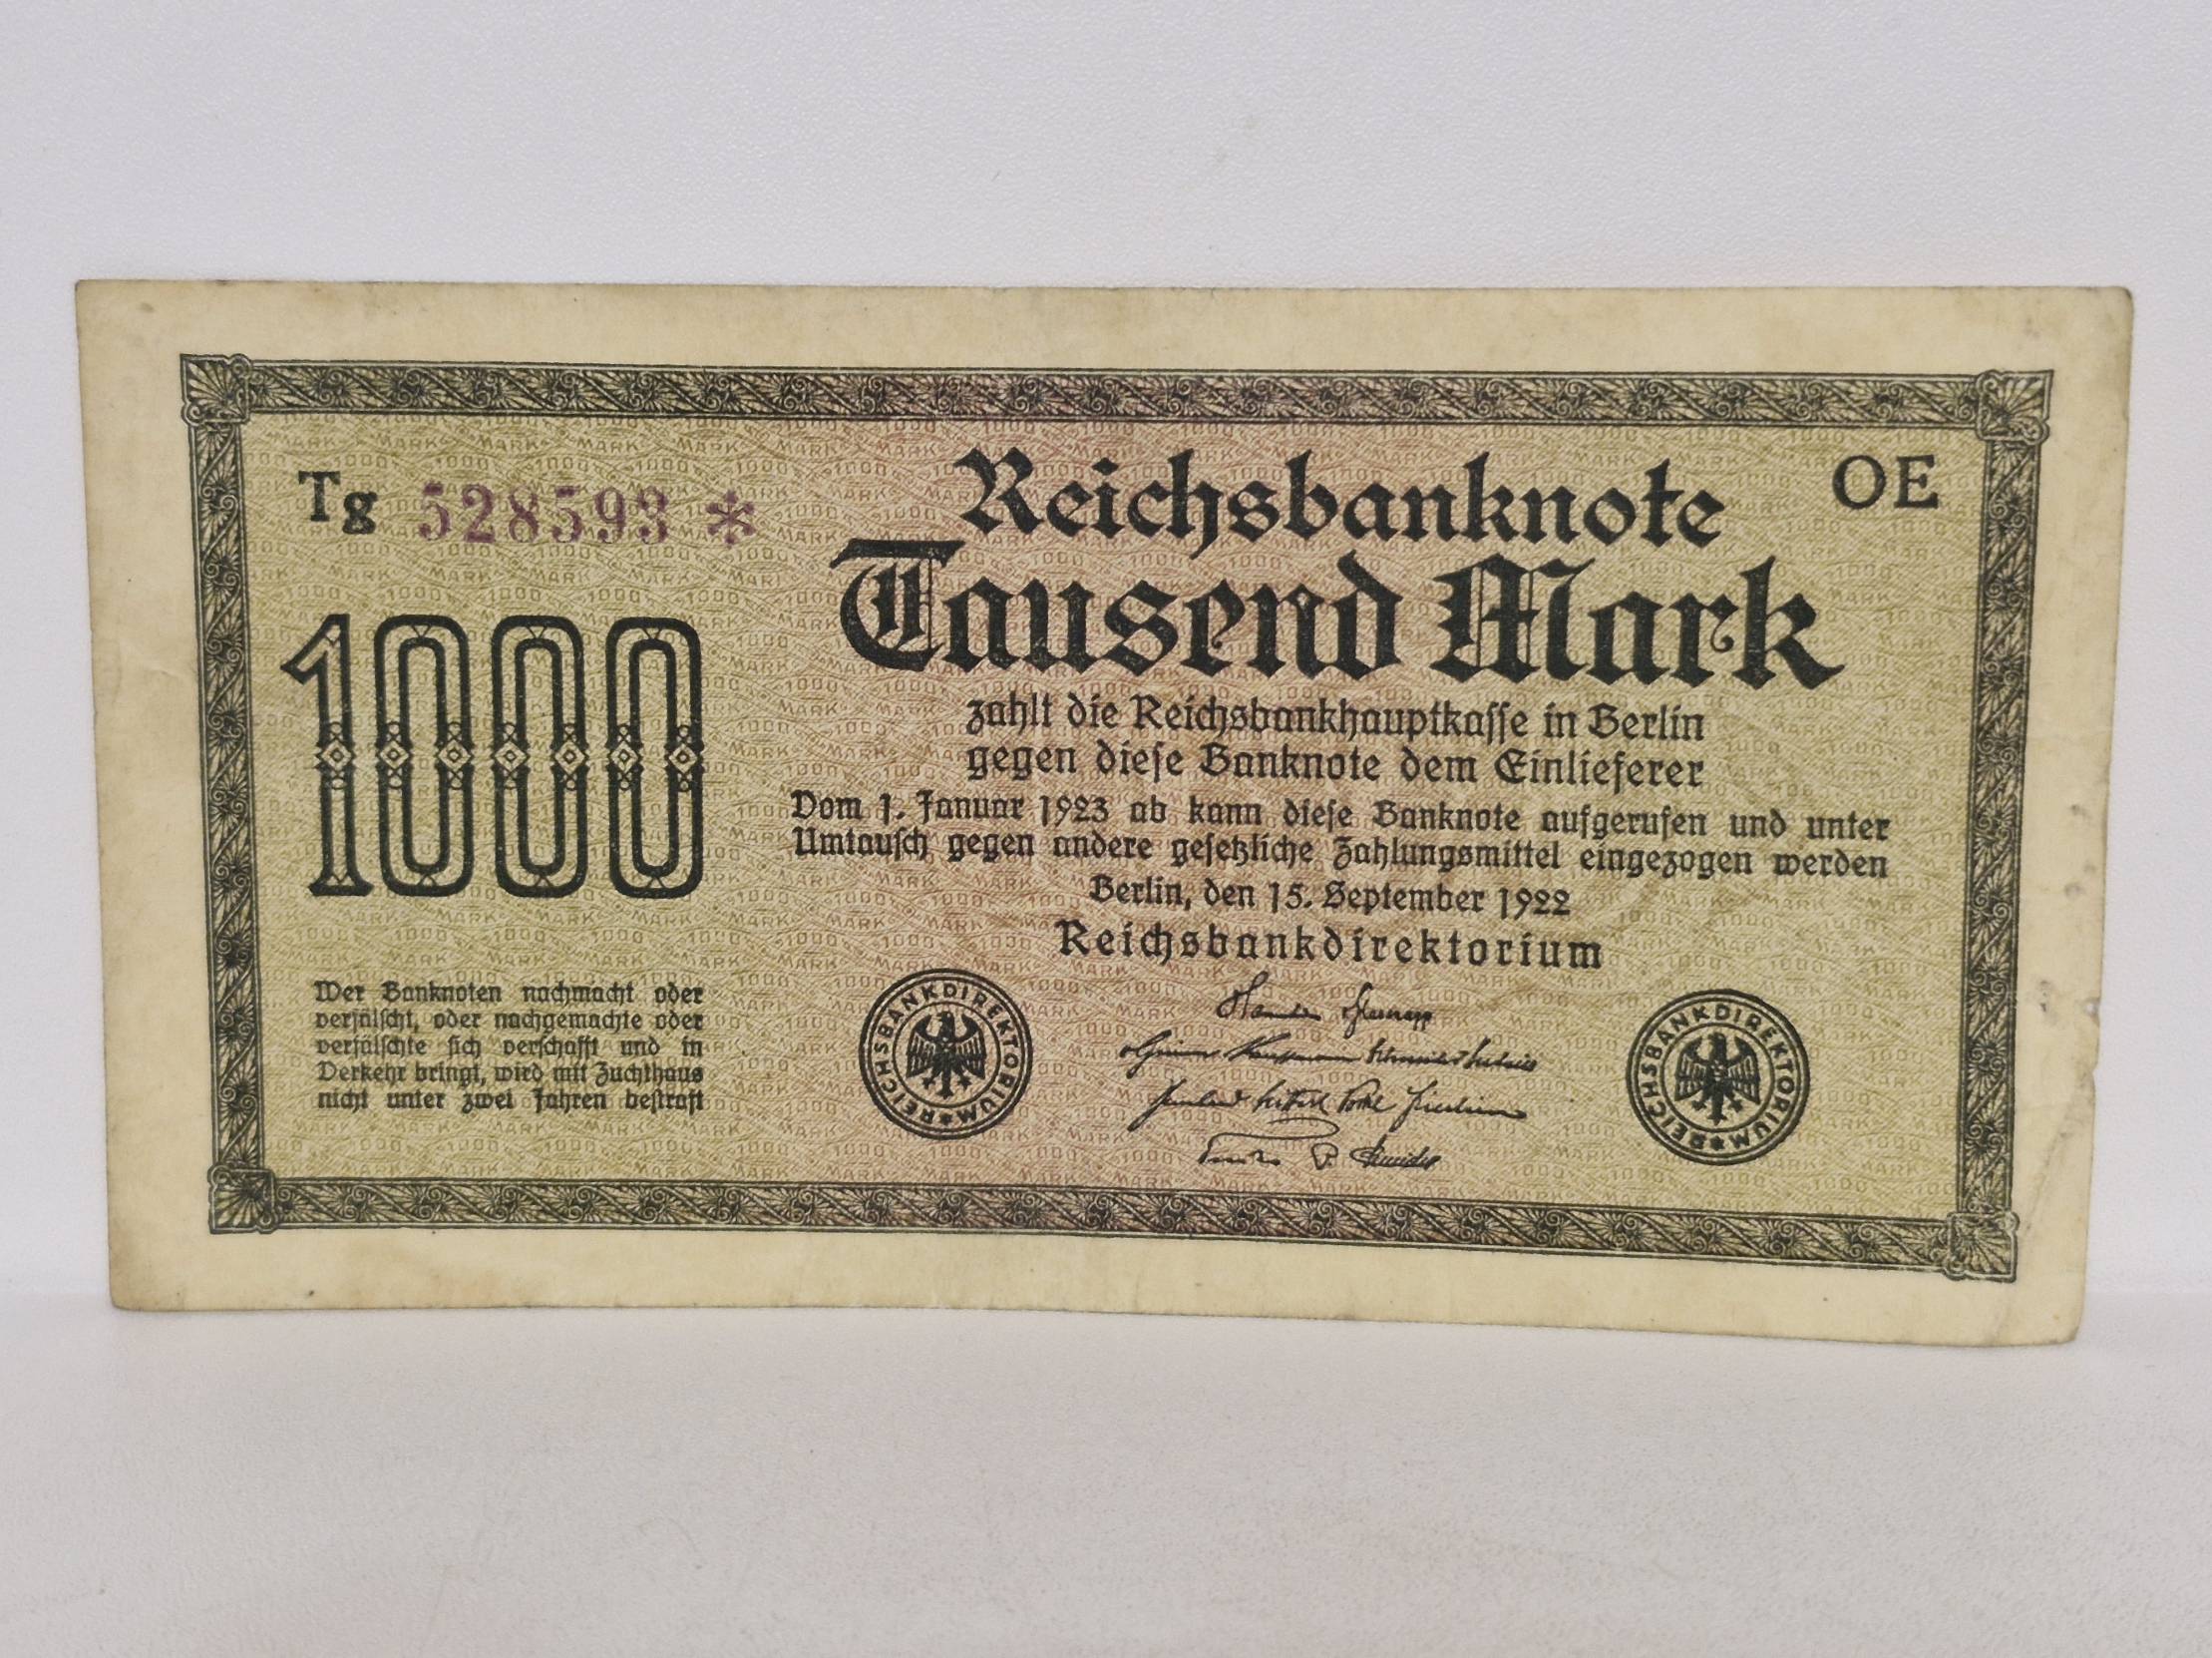 Tg 528593 *
OE
Reichsbanknote
Tausend Mark
1000
zahlt die Reichsbankhauptkasse in Berlin
gegen diese Banknote dem Einlieferer
Vom 1. Januar 1923 ab kann diese Banknote aufgerufen und unter
Umtausch gegen andere gesetzliche Zahlungsmittel eingezogen werden
Berlin, den 15. September 1922
Reichsbankdirektorium
Wer Banknoten nachmacht oder
verfälscht, oder nachgemachte oder
verfälschte sich verschafft und in
Verkehr bringt, wird mit Zuchthaus
nicht unter zwei Jahren bestraft
REICHSBANKDIREKTORIUM
REICHSBANKDIREKTORIUM